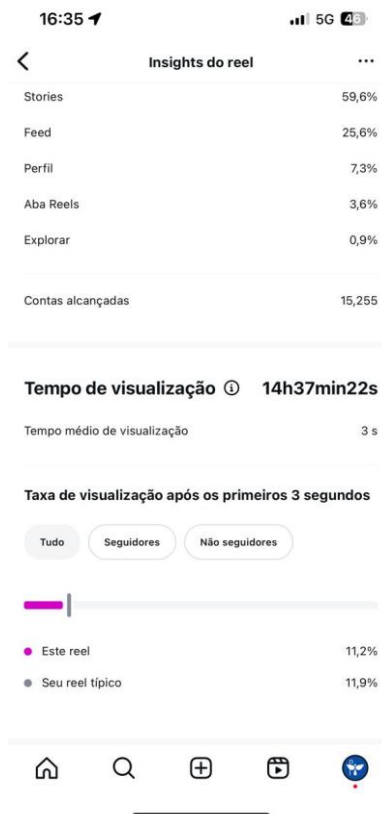 16:35 5G 46
Insights do reel
Stories 59,6%
Feed 25,6%
Perfil 7,3%
Aba Reels 3,6%
Explorar 0,9%
Contas alcançadas 15,255
Tempo de visualização 14h37min22s
Tempo médio de visualização 3 s
Taxa de visualização após os primeiros 3 segundos
Tudo Seguidores Não seguidores
Este reel 11,2%
Seu reel típico 11,9%